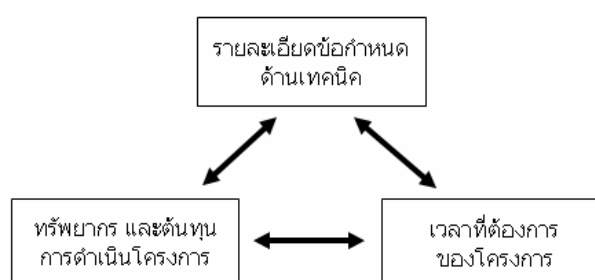 รายละเอียดข้อกำหนด
ด้านเทคนิค
ทรัพยากร และต้นทุน
การดำเนินโครงการ
เวลาที่ต้องการ
ของโครงการ